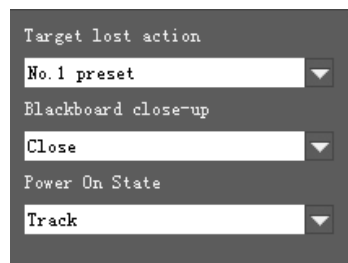 Target lost action
No.1 preset
Blackboard close-up
Close
Power On State
Track